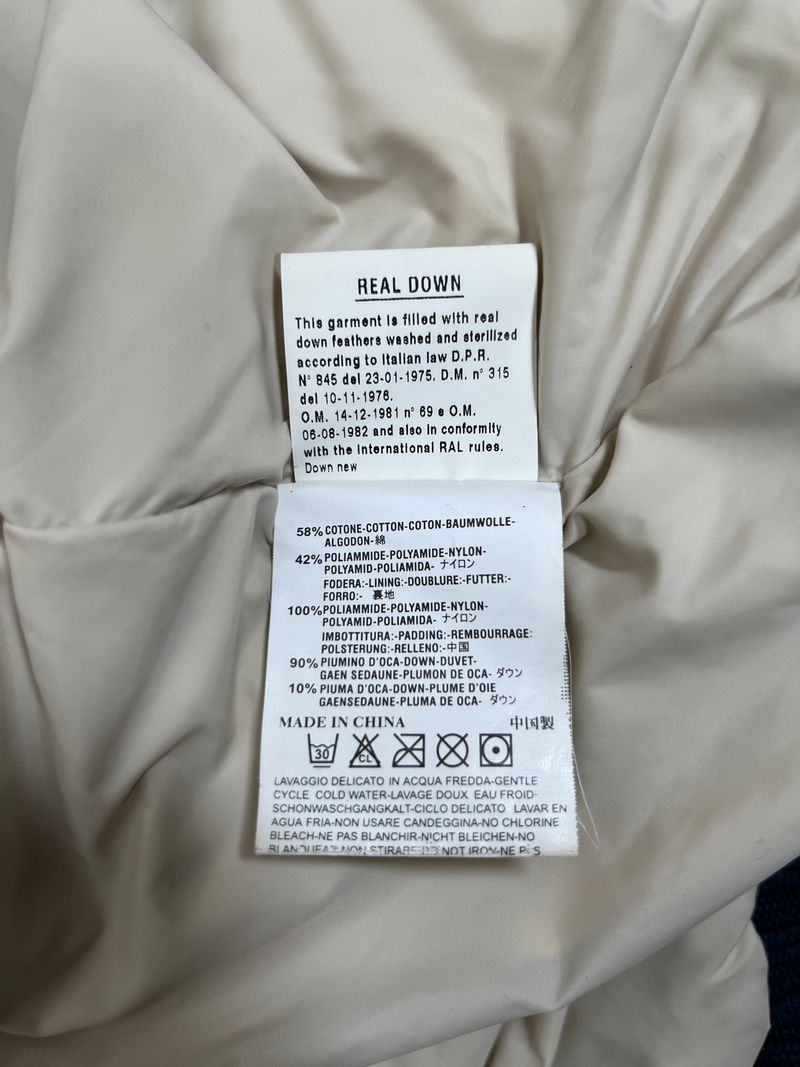 REAL DOWN
This garment is filled with real
down feathers washed and sterilized
according to Italian law D.P.R.
N° 845 del 23-01-1975. D.M. n° 315
del 10-11-1976.
O.M. 14-12-1981 n° 69 e O.M.
06-08-1982 and also in conformity
with the international RAL rules.
Down new
58% COTONE-COTTON-COTON-BAUMWOLLE-
ALGODON-綿
42% POLIAMMIDE-POLYAMIDE-NYLON-
POLYAMID-POLIAMIDA- ナイロン
FODERA:-LINING:-DOUBLURE:-FUTTER:-
FORRO:- 裏地
100% POLIAMMIDE-POLYAMIDE-NYLON-
POLYAMID-POLIAMIDA- ナイロン
IMBOTTITURA:-PADDING:-REMBOURRAGE:
POLSTERUNG:-RELLENO:-中国
90% PIUMINO D'OCA-DOWN-DUVET-
GAEN SEDAUNE-PLUMON DE OCA- ダウン
10% PIUMA D'OCA-DOWN-PLUME D'OIE
GAENSEDAUNE-PLUMA DE OCA- ダウン
MADE IN CHINA 中国製
30 CL
LAVAGGIO DELICATO IN ACQUA FREDDA-GENTLE
CYCLE COLD WATER-LAVAGE DOUX EAU FROID-
SCHONWASCHGANGKALT-CICLO DELICATO LAVAR EN
AGUA FRIA-NON USARE CANDEGGINA-NO CHLORINE
BLEACH-NE PAS BLANCHIR-NICHT BLEICHEN-NO
NOT IRON-NE